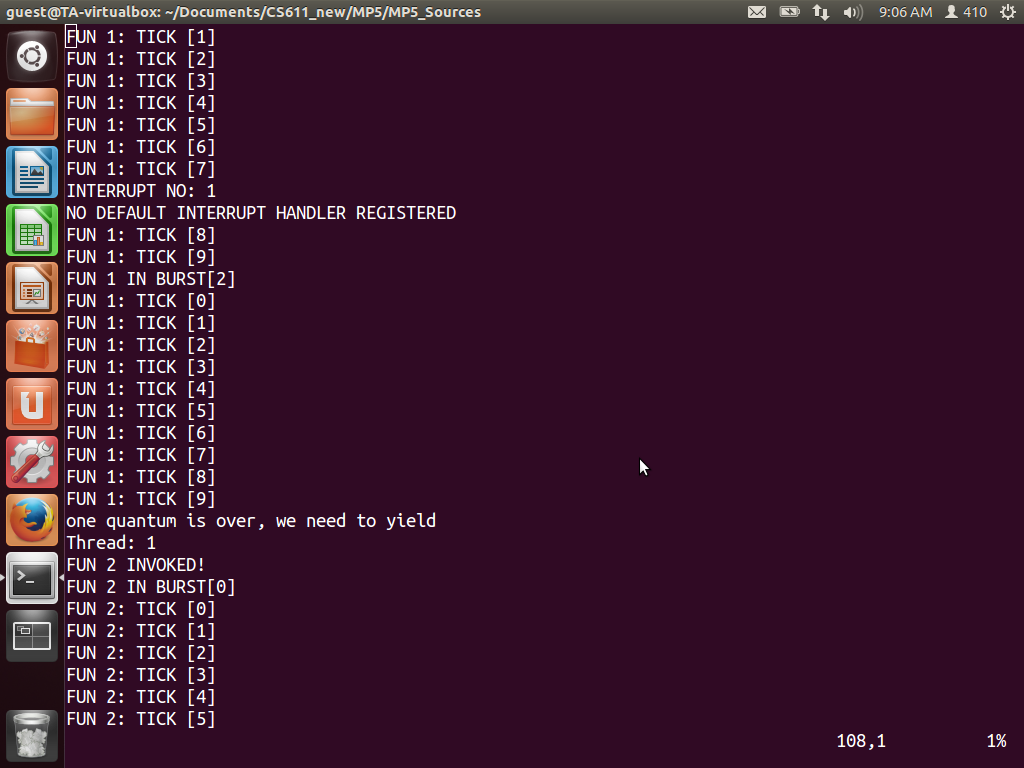 guest@TA-virtualbox: ~/Documents/CS611_new/MP5/MP5_Sources
9:06 AM
410
FUN 1: TICK [1]
FUN 1: TICK [2]
FUN 1: TICK [3]
FUN 1: TICK [4]
FUN 1: TICK [5]
FUN 1: TICK [6]
FUN 1: TICK [7]
INTERRUPT NO: 1
NO DEFAULT INTERRUPT HANDLER REGISTERED
FUN 1: TICK [8]
FUN 1: TICK [9]
FUN 1 IN BURST[2]
FUN 1: TICK [0]
FUN 1: TICK [1]
FUN 1: TICK [2]
FUN 1: TICK [3]
FUN 1: TICK [4]
FUN 1: TICK [5]
FUN 1: TICK [6]
FUN 1: TICK [7]
FUN 1: TICK [8]
FUN 1: TICK [9]
one quantum is over, we need to yield
Thread: 1
FUN 2 INVOKED!
FUN 2 IN BURST[0]
FUN 2: TICK [0]
FUN 2: TICK [1]
FUN 2: TICK [2]
FUN 2: TICK [3]
FUN 2: TICK [4]
FUN 2: TICK [5]
108,1
1%